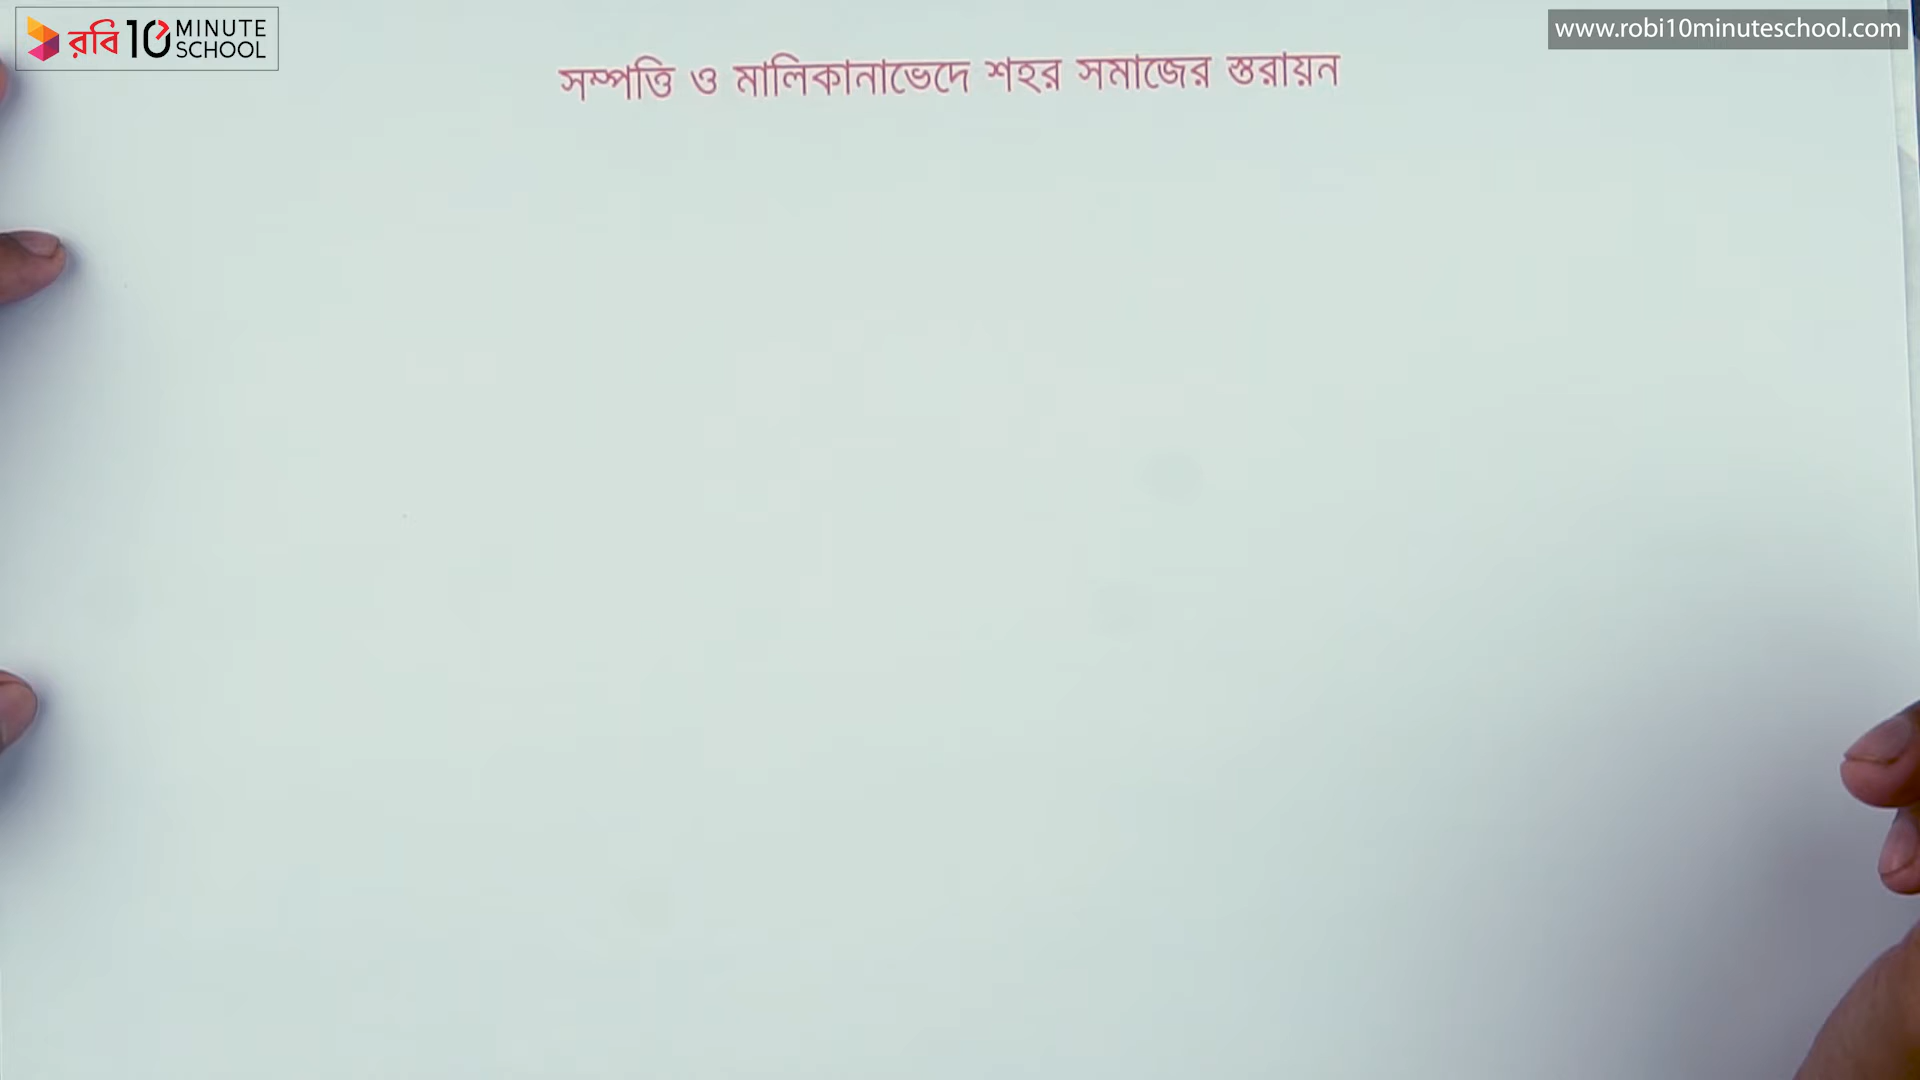 রবি 10 MINUTE SCHOOL
www.robi10minuteschool.com
সম্পত্তি ও মালিকানাভেদে শহর সমাজের স্তরায়ন